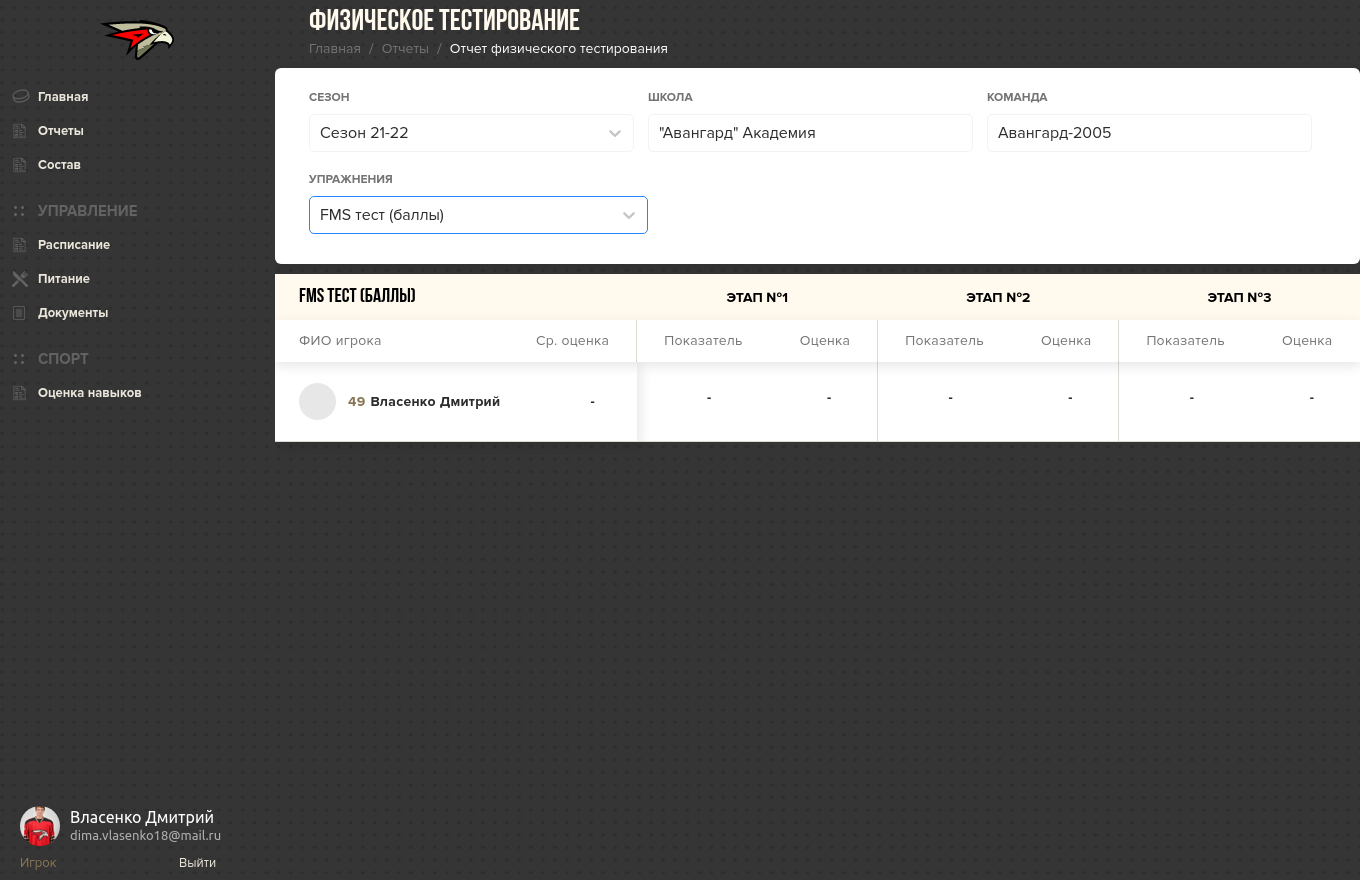 ФИЗИЧЕСКОЕ ТЕСТИРОВАНИЕ
Главная / Отчеты / Отчет физического тестирования
Главная
Отчеты
Состав
УПРАВЛЕНИЕ
Расписание
Питание
Документы
СПОРТ
Оценка навыков
СЕЗОН ШКОЛА КОМАНДА
Сезон 21-22 "Авангард" Академия Авангард-2005
УПРАЖНЕНИЯ
FMS тест (баллы)
FMS ТЕСТ (БАЛЛЫ) ЭТАП №1 ЭТАП №2 ЭТАП №3
ФИО игрока Ср. оценка Показатель Оценка Показатель Оценка Показатель Оценка
49 Власенко Дмитрий - - - - - - -
Власенко Дмитрий
dima.vlasenko18@mail.ru
Игрок Выйти